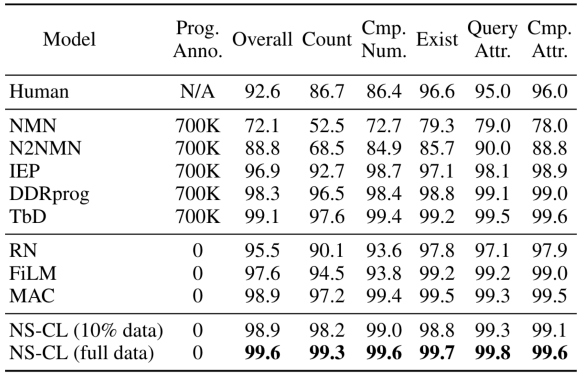 Model Prog. Anno. Overall Count Cmp. Num. Exist Query Attr. Cmp. Attr.
Human N/A 92.6 86.7 86.4 96.6 95.0 96.0
NMN 700K 72.1 52.5 72.7 79.3 79.0 78.0
N2NMN 700K 88.8 68.5 84.9 85.7 90.0 88.8
IEP 700K 96.9 92.7 98.7 97.1 98.1 98.9
DDRprog 700K 98.3 96.5 98.4 98.8 99.1 99.0
TbD 700K 99.1 97.6 99.4 99.2 99.5 99.6
RN 0 95.5 90.1 93.6 97.8 97.1 97.9
FiLM 0 97.6 94.5 93.8 99.2 99.2 99.0
MAC 0 98.9 97.2 99.4 99.5 99.3 99.5
NS-CL (10% data) 0 98.9 98.2 99.0 98.8 99.3 99.1
NS-CL (full data) 0 99.6 99.3 99.6 99.7 99.8 99.6